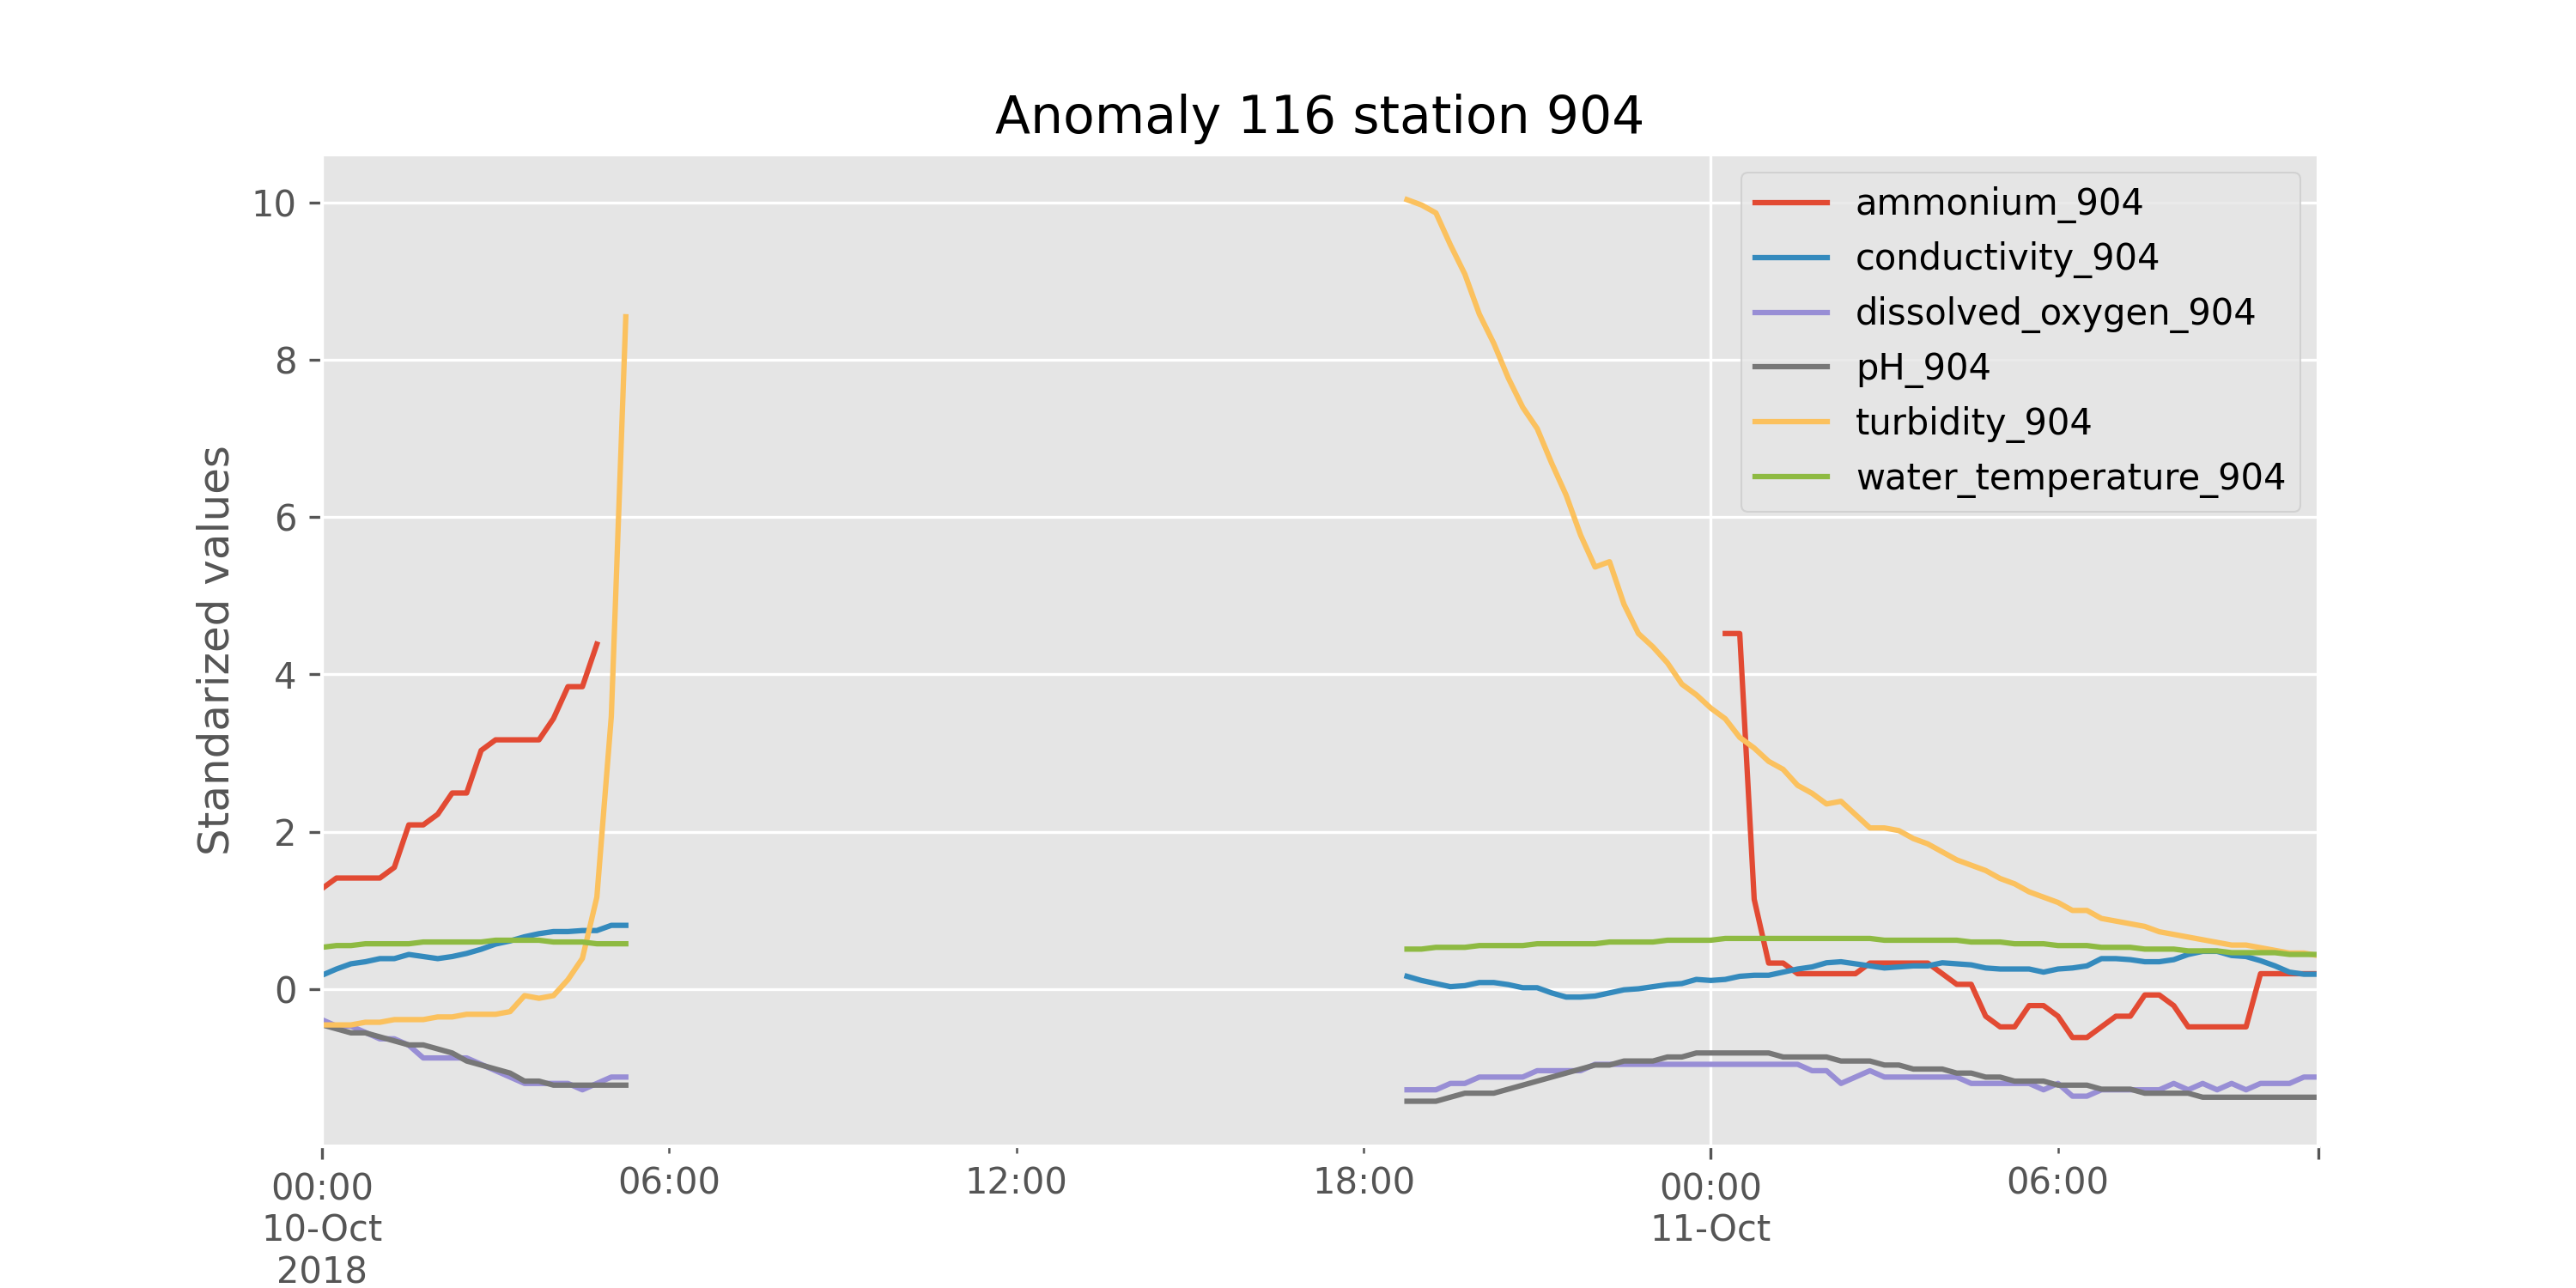 Anomaly 116 station 904
Standarized values
10
8
6
4
2
0
ammonium_904
conductivity_904
dissolved_oxygen_904
pH_904
turbidity_904
water_temperature_904
00:00 06:00 12:00 18:00 00:00 06:00
10-Oct 11-Oct
2018